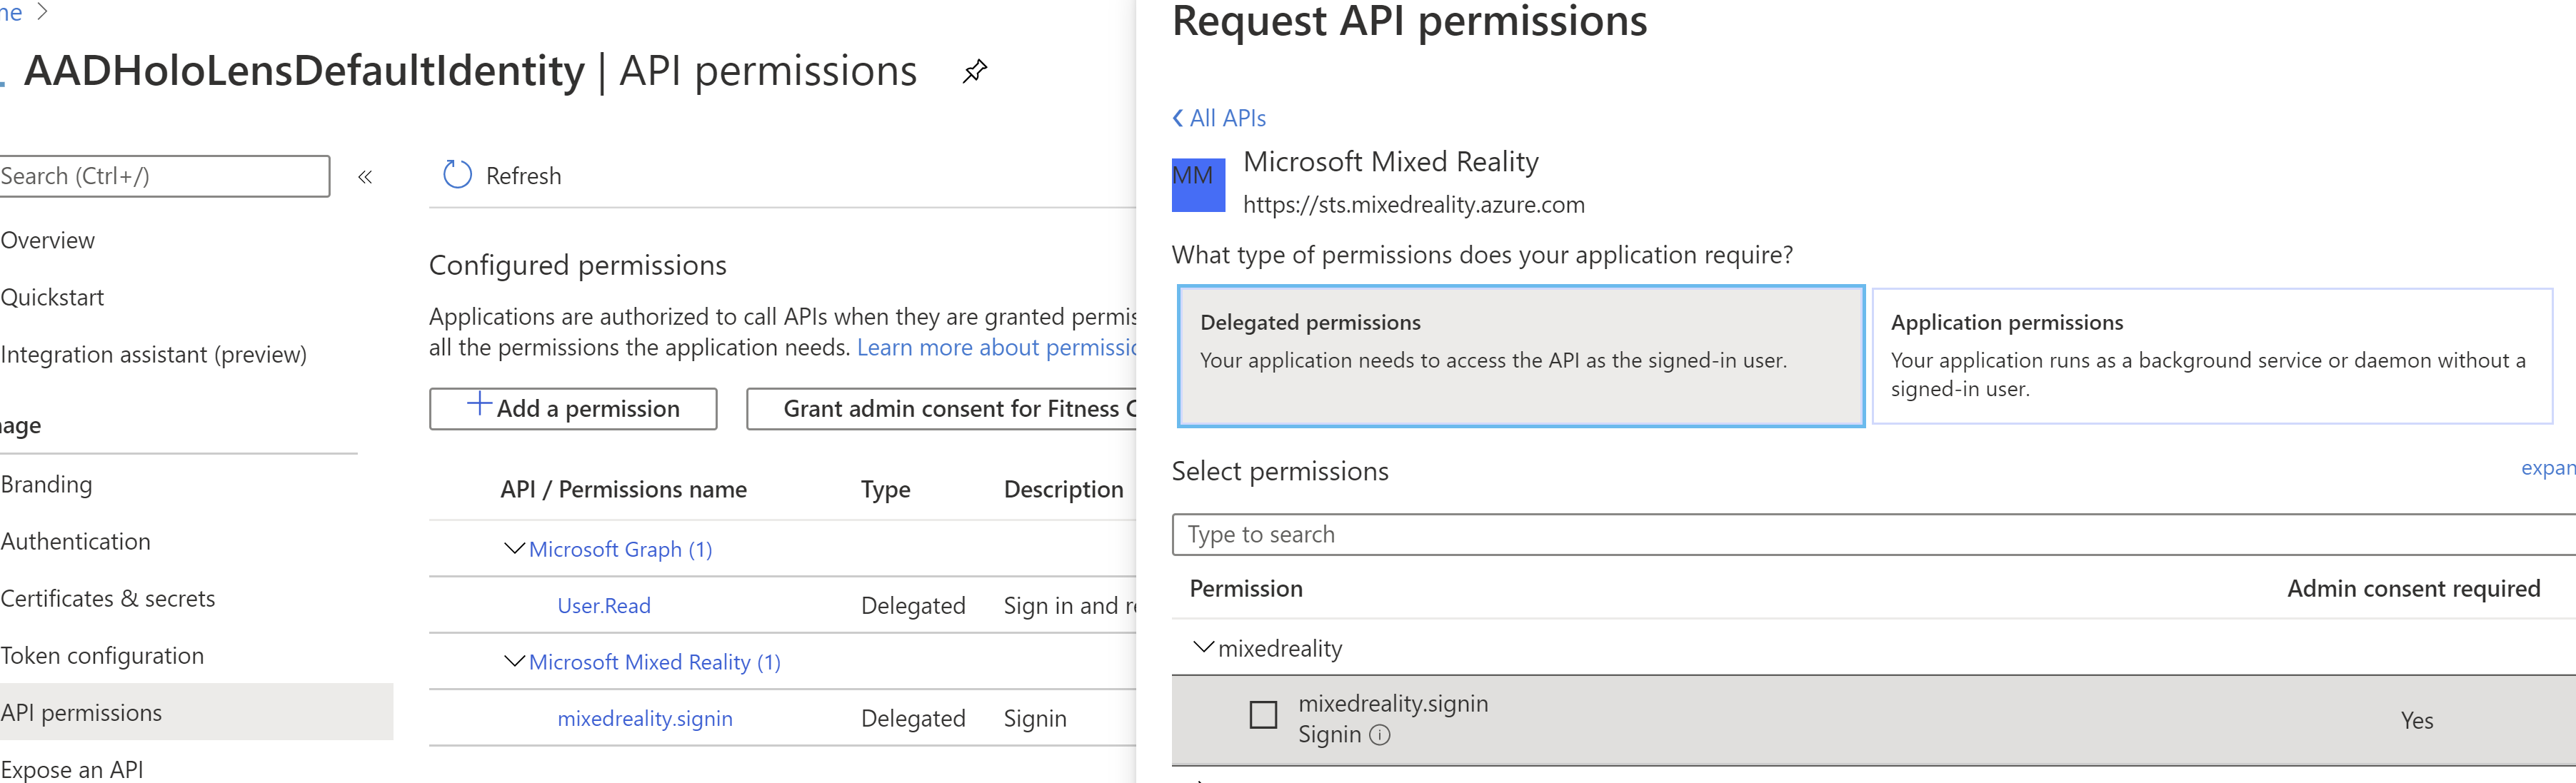 AADHoloLensDefaultIdentity | API permissions
Search (Ctrl+/)
«
Overview
Quickstart
Integration assistant (preview)
Branding
Authentication
Certificates & secrets
Token configuration
API permissions
Expose an API
Refresh
Configured permissions
Applications are authorized to call APIs when they are granted
all the permissions the application needs. Learn more about
Add a permission
Grant admin consent for Fitness
API / Permissions name Type Description
Microsoft Graph (1)
User.Read Delegated Sign in and
Microsoft Mixed Reality (1)
mixedreality.signin Delegated Signin
Request API permissions
All APIs
MM
Microsoft Mixed Reality
https://sts.mixedreality.azure.com
What type of permissions does your application require?
Delegated permissions
Your application needs to access the API as the signed-in user.
Application permissions
Your application runs as a background service or daemon without a
signed-in user.
Select permissions
Type to search
Permission Admin consent required
mixedreality
mixedreality.signin
Signin
Yes